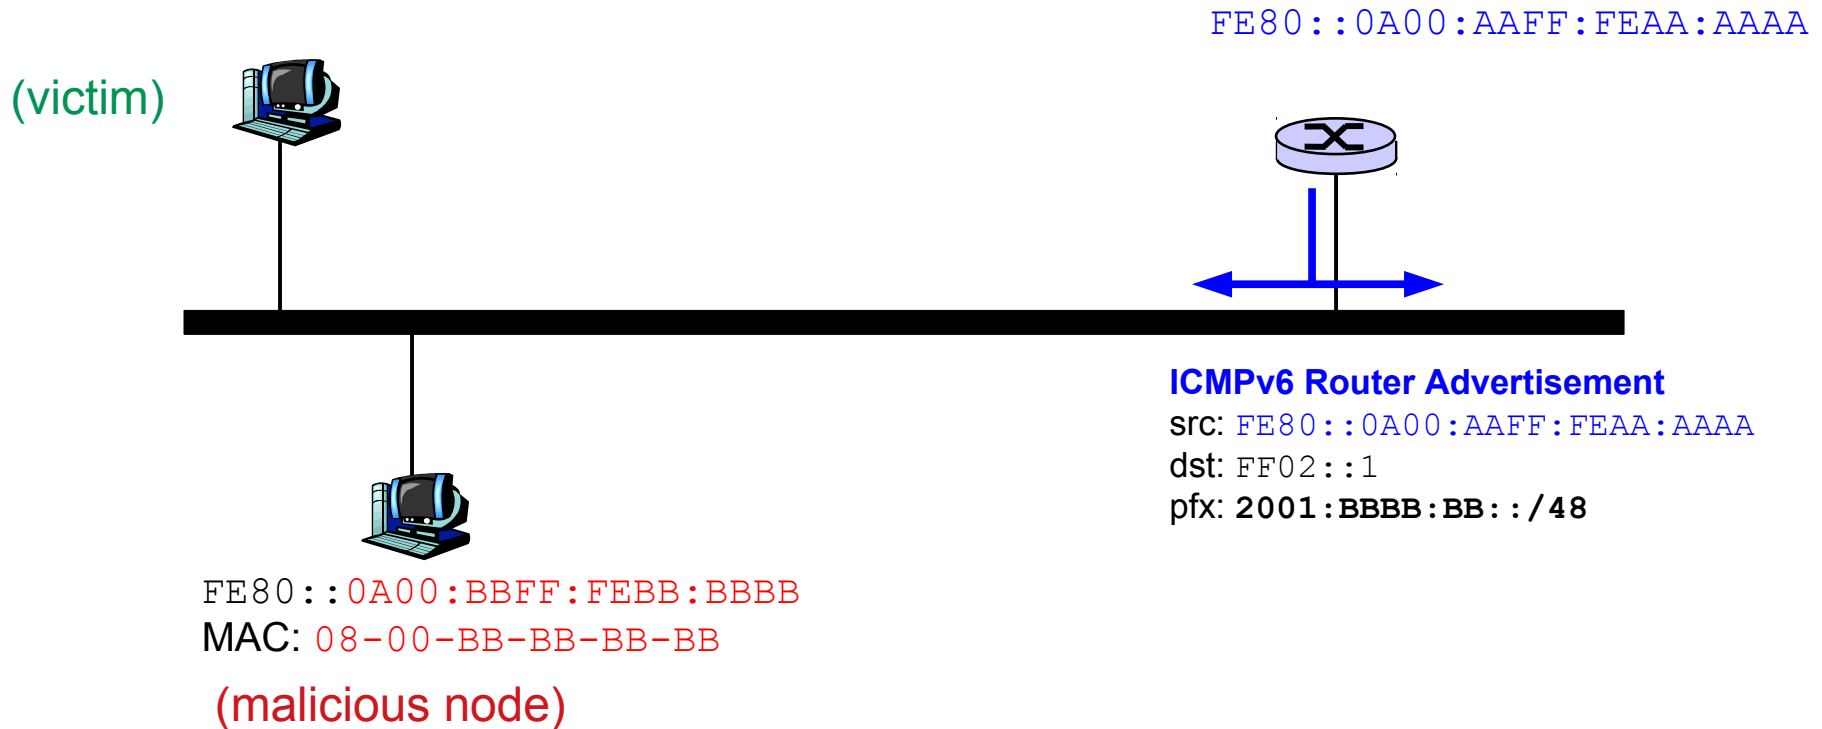 FE80::0A00:AAFF:FEAA:AAAA
(victim)
ICMPv6 Router Advertisement
src: FE80::0A00:AAFF:FEAA:AAAA
dst: FF02::1
pfx: 2001:BBBB:BB::/48
FE80::0A00:BBFF:FEBB:BBBB
MAC: 08-00-BB-BB-BB-BB
(malicious node)